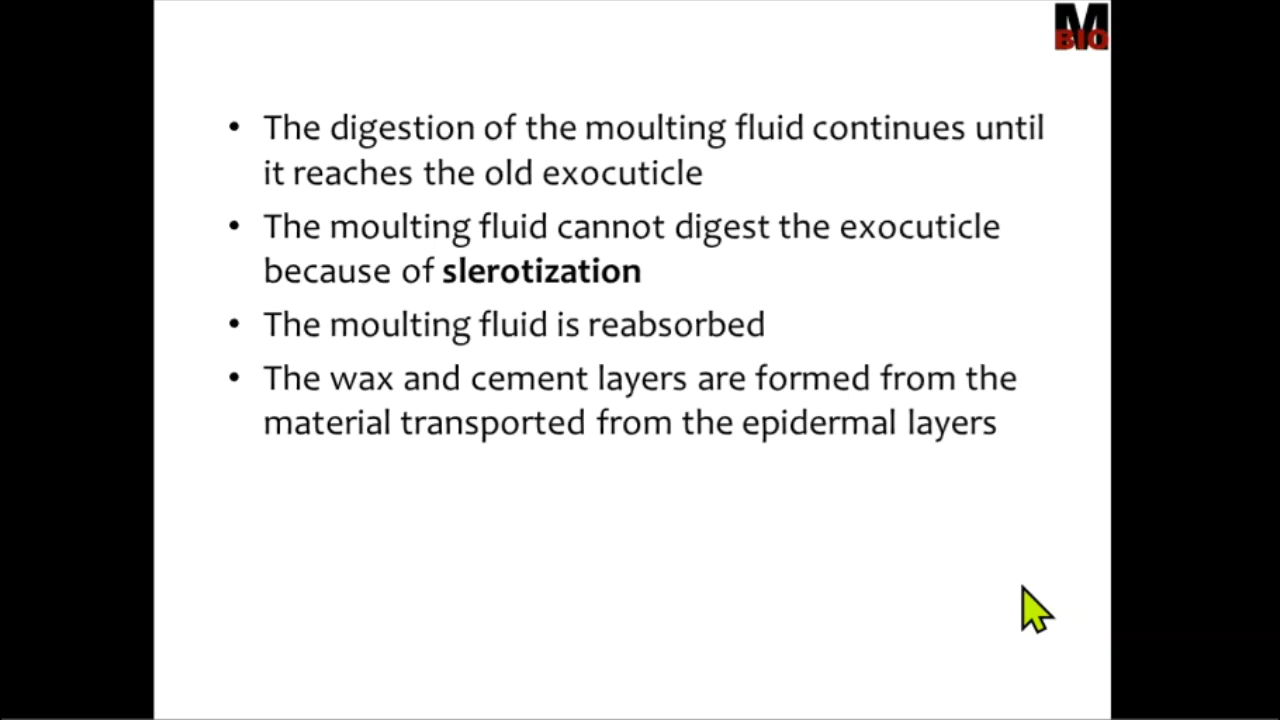 M
BIO
• The digestion of the moulting fluid continues until
it reaches the old exocuticle
• The moulting fluid cannot digest the exocuticle
because of slerotization
• The moulting fluid is reabsorbed
• The wax and cement layers are formed from the
material transported from the epidermal layers